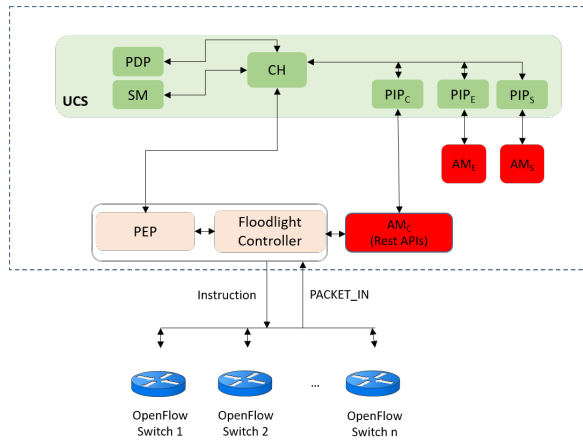 PDP
CH
SM
UCS
PIPC
PIPE
PIPS
AME
AMS
PEP
Floodlight
Controller
AMC
(Rest APIs)
Instruction
PACKET_IN
...
OpenFlow
Switch 1
OpenFlow
Switch 2
OpenFlow
Switch n